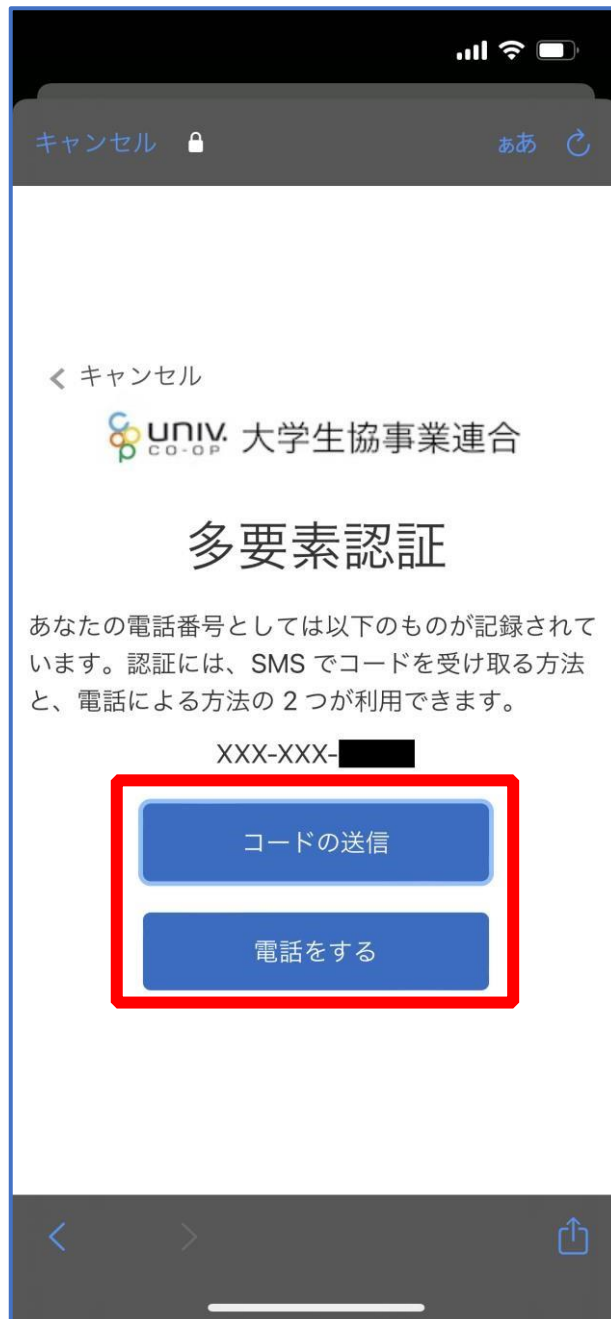 キャンセル
ぁあ
キャンセル
UNIV. CO-OP 大学生協事業連合
多要素認証
あなたの電話番号としては以下のものが記録されて
います。認証には、SMS でコードを受け取る方法
と、電話による方法の 2 つが利用できます。
XXX-XXX-
コードの送信
電話をする